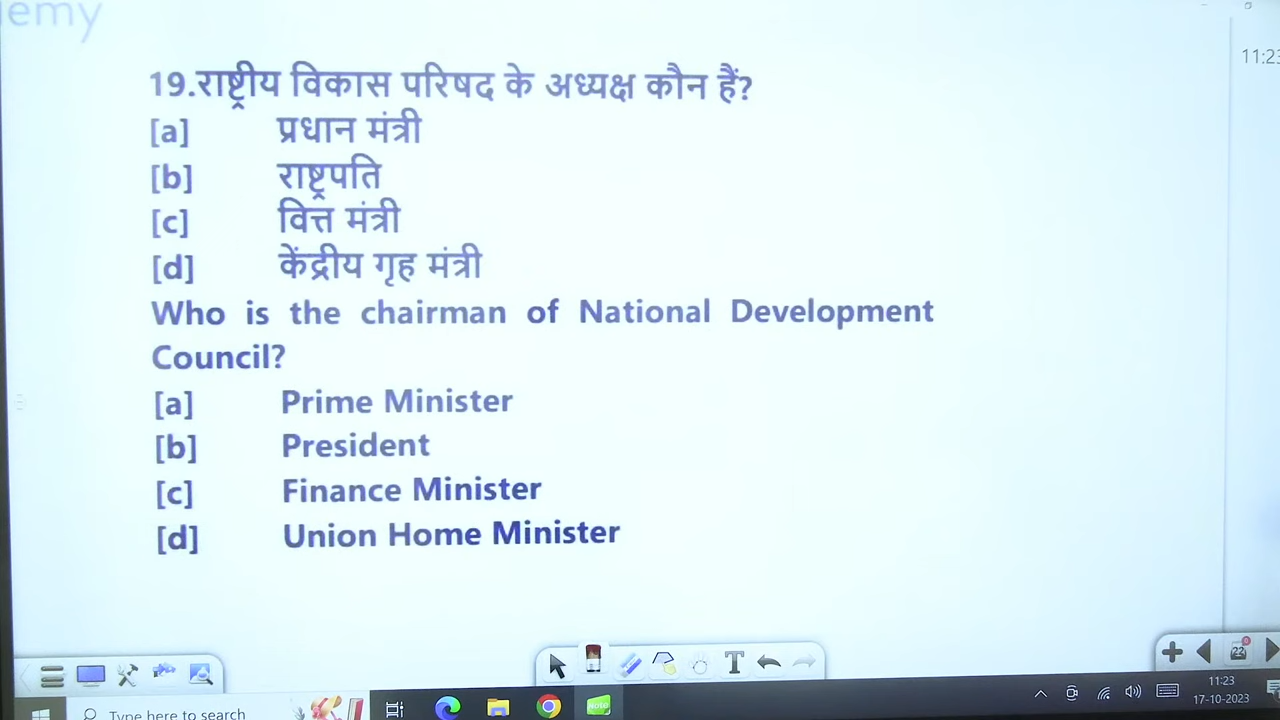 emy
11:23
19.राष्ट्रीय विकास परिषद के अध्यक्ष कौन हैं?
[a] प्रधान मंत्री
[b] राष्ट्रपति
[c] वित्त मंत्री
[d] केंद्रीय गृह मंत्री
Who is the chairman of National Development
Council?
[a] Prime Minister
[b] President
[c] Finance Minister
[d] Union Home Minister
T
22
Type here to search
NOTE
11:23
17-10-2023